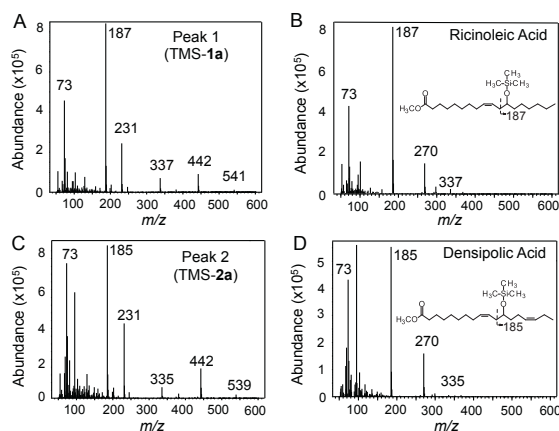 A
Peak 1
(TMS-1a)
Abundance (x10⁵)
8
6
4
2
0
187
73
231
337
442
541
100 200 300 400 500 600
m/z
B
Ricinoleic Acid
Abundance (x10⁵)
8
6
4
2
0
187
73
270
337
CH₃
H₃C-Si-CH₃
O
O
H₃CO
187
100 200 300 400 500 600
m/z
C
Peak 2
(TMS-2a)
Abundance (x10⁵)
8
6
4
2
0
185
73
231
335
442
539
100 200 300 400 500 600
m/z
D
Densipolic Acid
Abundance (x10⁵)
5
4
3
2
1
0
185
73
270
335
CH₃
H₃C-Si-CH₃
O
O
H₃CO
185
100 200 300 400 500 600
m/z